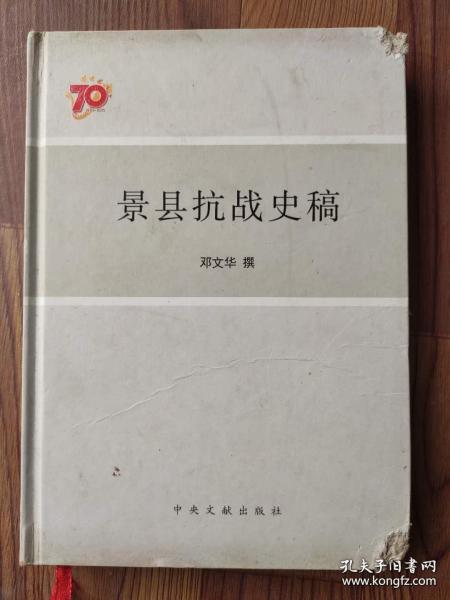 70
景县抗战史稿
邓文华 撰
中央文献出版社
孔夫子旧书网
www.kongfz.com